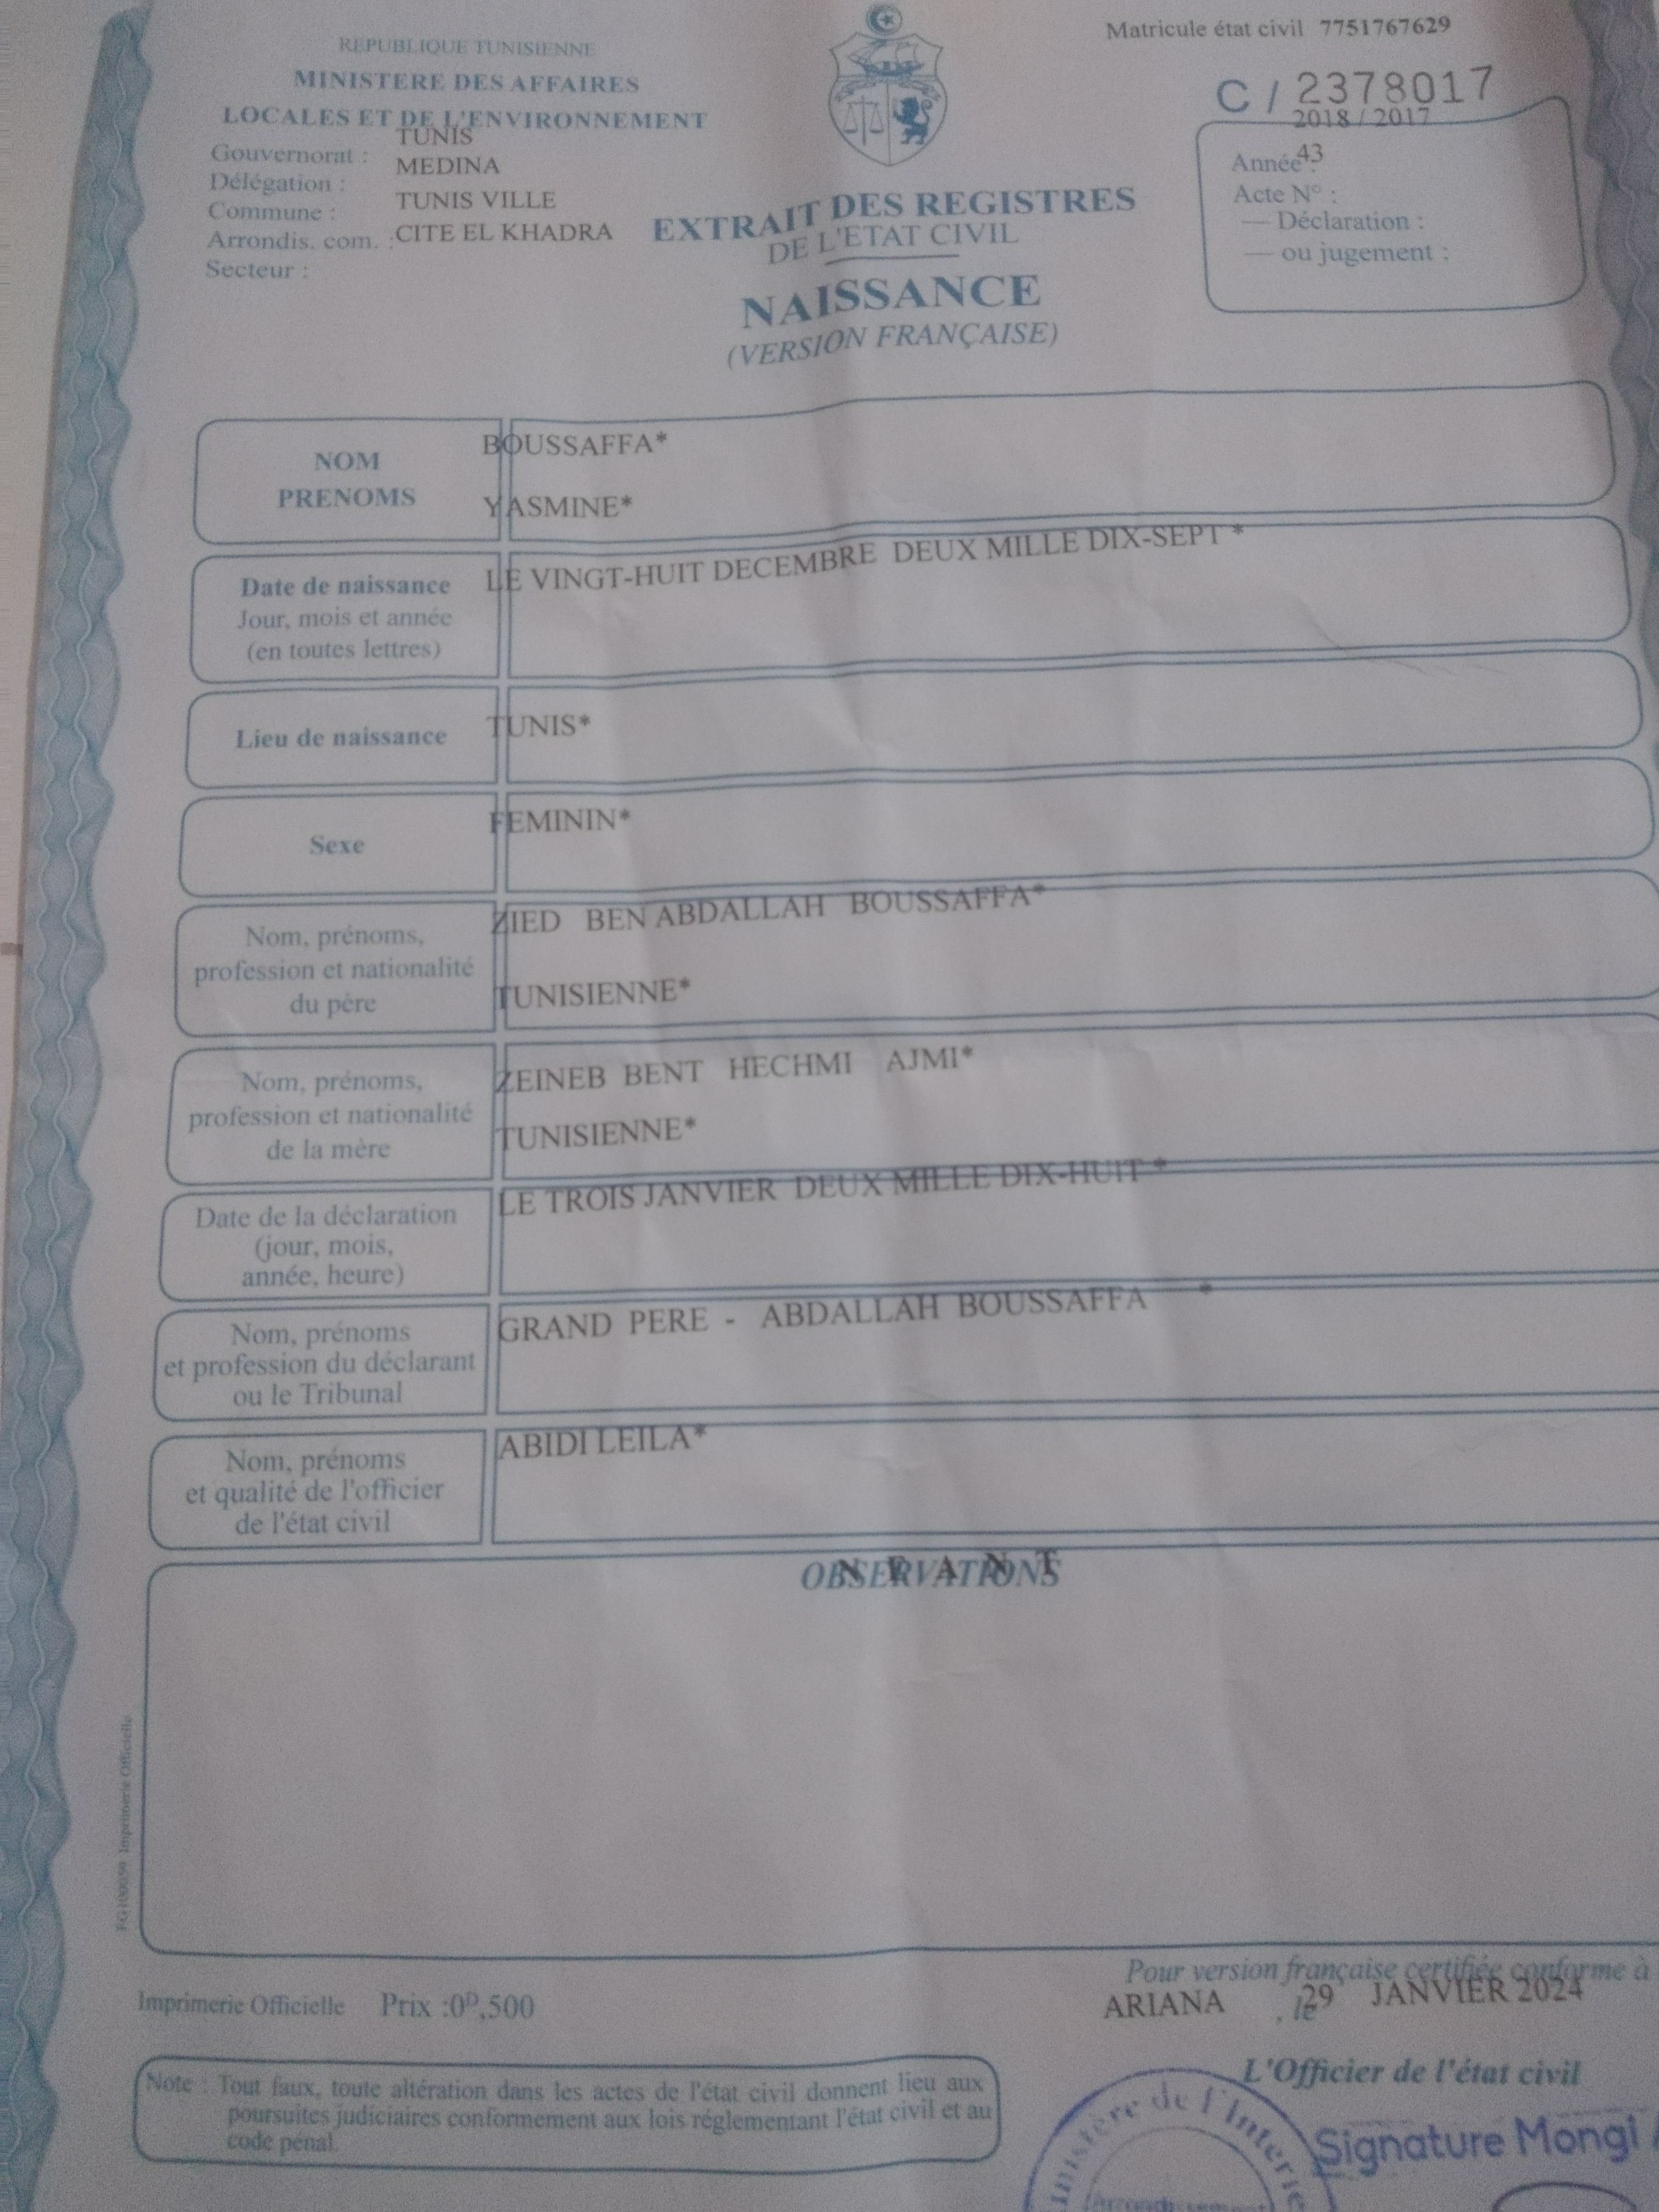 REPUBLIQUE TUNISIENNE
MINISTERE DES AFFAIRES
LOCALES ET DE L'ENVIRONNEMENT
Gouvernorat : TUNIS
Délégation : MEDINA
Commune : TUNIS VILLE
Arrondis. com. : CITE EL KHADRA
Secteur :
Matricule état civil 7751767629
C / 2378017
2018 / 2017
Année : 43
Acte N° :
— Déclaration :
— ou jugement :
EXTRAIT DES REGISTRES
DE L'ETAT CIVIL
NAISSANCE
(VERSION FRANÇAISE)
NOM BOUSSAFFA*
PRENOMS YASMINE*
Date de naissance LE VINGT-HUIT DECEMBRE DEUX MILLE DIX-SEPT *
Jour, mois et année
(en toutes lettres)
Lieu de naissance TUNIS*
Sexe FEMININ*
Nom, prénoms, ZIED BEN ABDALLAH BOUSSAFFA*
profession et nationalité
du père TUNISIENNE*
Nom, prénoms, ZEINEB BENT HECHMI AJMI*
profession et nationalité
de la mère TUNISIENNE*
Date de la déclaration LE TROIS JANVIER DEUX MILLE DIX-HUIT *
(jour, mois,
année, heure)
Nom, prénoms GRAND PERE - ABDALLAH BOUSSAFFA *
et profession du déclarant
ou le Tribunal
Nom, prénoms ABIDI LEILA*
et qualité de l'officier
de l'état civil
OBSERVATIONS
N E A N T
FG100059 Imprimerie Officielle
Pour version française certifiée conforme à
ARIANA , le 29 JANVIER 2024
Imprimerie Officielle Prix :0ᴰ,500
L'Officier de l'état civil
Note : Tout faux, toute altération dans les actes de l'état civil donnent lieu aux
poursuites judiciaires conformement aux lois réglementant l'état civil et au
code pénal.
Signature Mongi
Ministère de l'Interie
Arrondissement